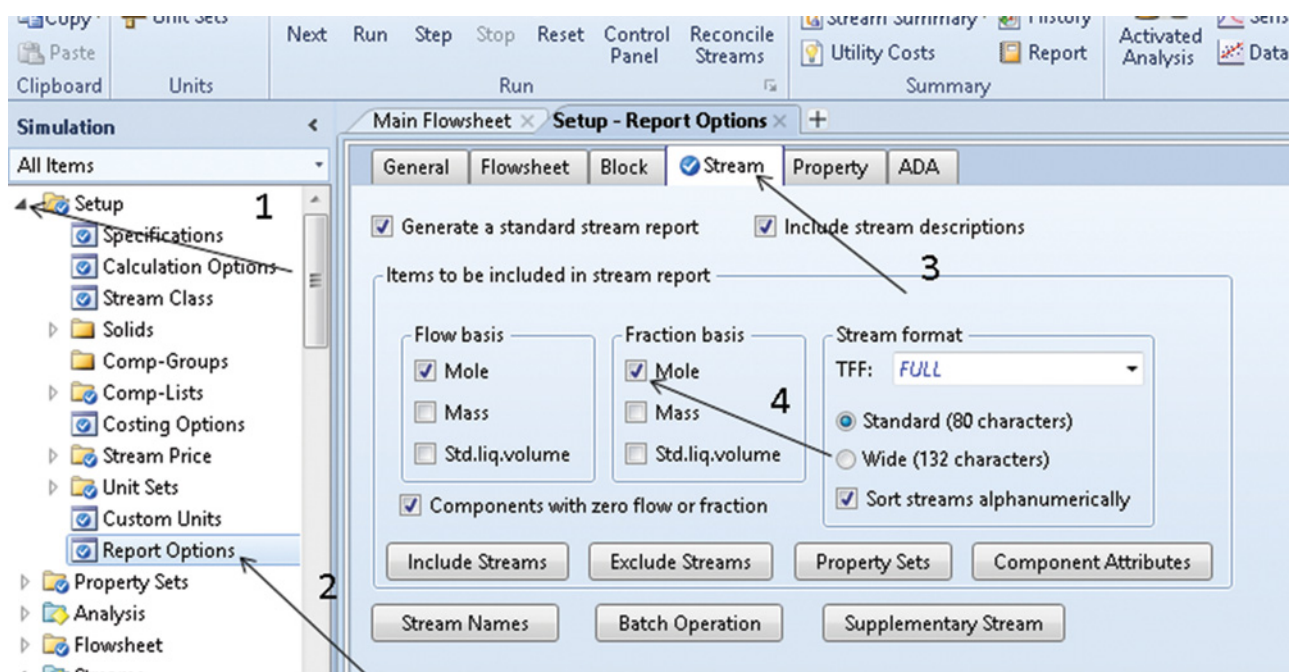 Copy Unit Sets
Next Run Step Stop Reset Control Panel Reconcile Streams
Stream Summary History
Paste
Utility Costs Report
Activated Analysis
Data
Clipboard Units Run Summary
Simulation
Main Flowsheet Setup - Report Options +
All Items
General Flowsheet Block Stream Property ADA
Setup 1
Specifications
Calculation Options
Stream Class
Solids
Comp-Groups
Comp-Lists
Costing Options
Stream Price
Unit Sets
Custom Units
Report Options
2
Property Sets
Analysis
Flowsheet
Generate a standard stream report Include stream descriptions
3
Items to be included in stream report
Flow basis
Mole
Mass
Std.liq.volume
Fraction basis
Mole
Mass
Std.liq.volume
4
Stream format
TFF: FULL
Standard (80 characters)
Wide (132 characters)
Sort streams alphanumerically
Components with zero flow or fraction
Include Streams Exclude Streams Property Sets Component Attributes
Stream Names Batch Operation Supplementary Stream